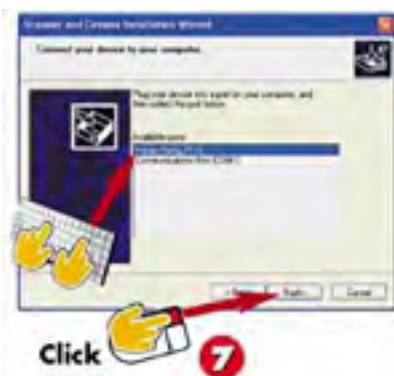 Scanner and Camera Installation Wizard
Connect your device to your computer.
Plug your device into a port on your computer, and
then select the port below.
Available ports:
Communications Port (COM1)
Cancel
Click
7